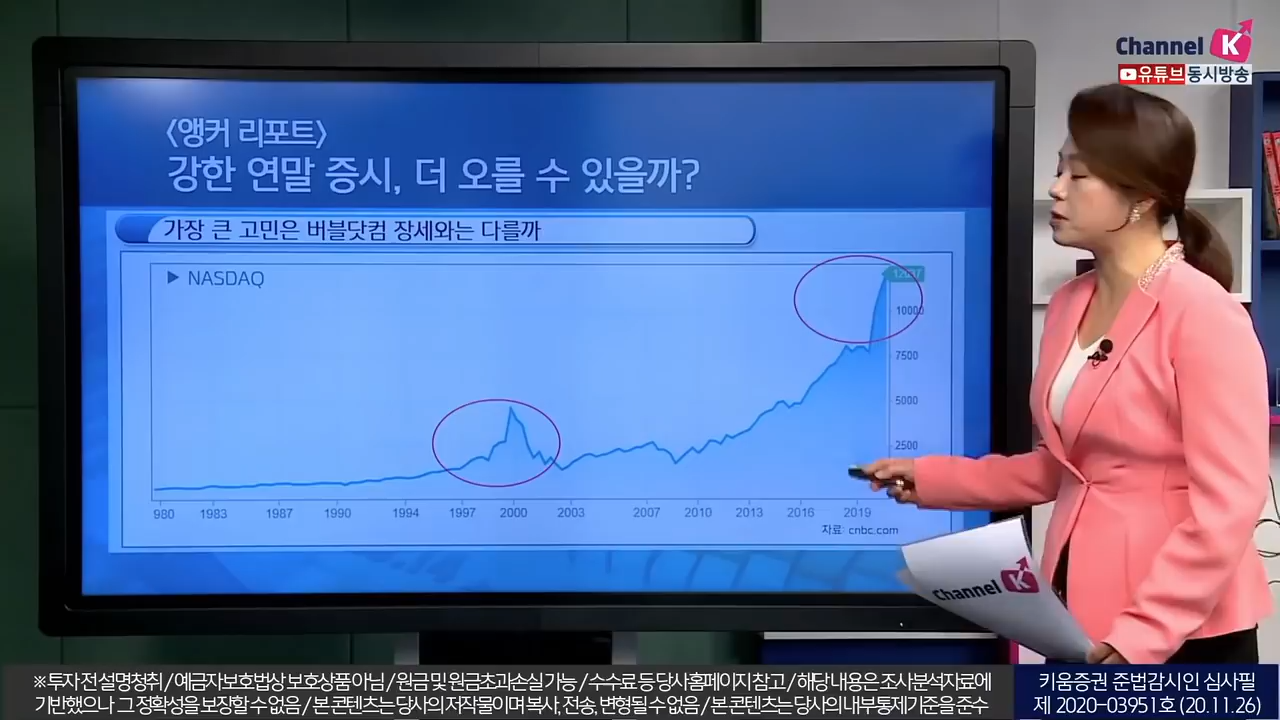 Channel K
유튜브동시방송
<앵커 리포트>
강한 연말 증시, 더 오를 수 있을까?
가장 큰 고민은 버블닷컴 장세와는 다를까
▶ NASDAQ
10000
7500
5000
2500
980 1983 1987 1990 1994 1997 2000 2003 2007 2010 2013 2016 2019
자료: cnbc.com
Channel K
※ 투자 전 설명청취 / 예금자보호법상 보호상품 아님 / 원금 및 원금초과손실 가능 / 수수료 등 당사홈페이지 참고 / 해당 내용은 조사분석자료에
기반했으나 그 정확성을 보장할 수 없음 / 본 콘텐츠는 당사의 저작물이며 복사, 전송, 변형될 수 없음 / 본 콘텐츠는 당사의 내부통제기준을 준수
키움증권 준법감시인 심사필
제 2020-03951호 (20.11.26)